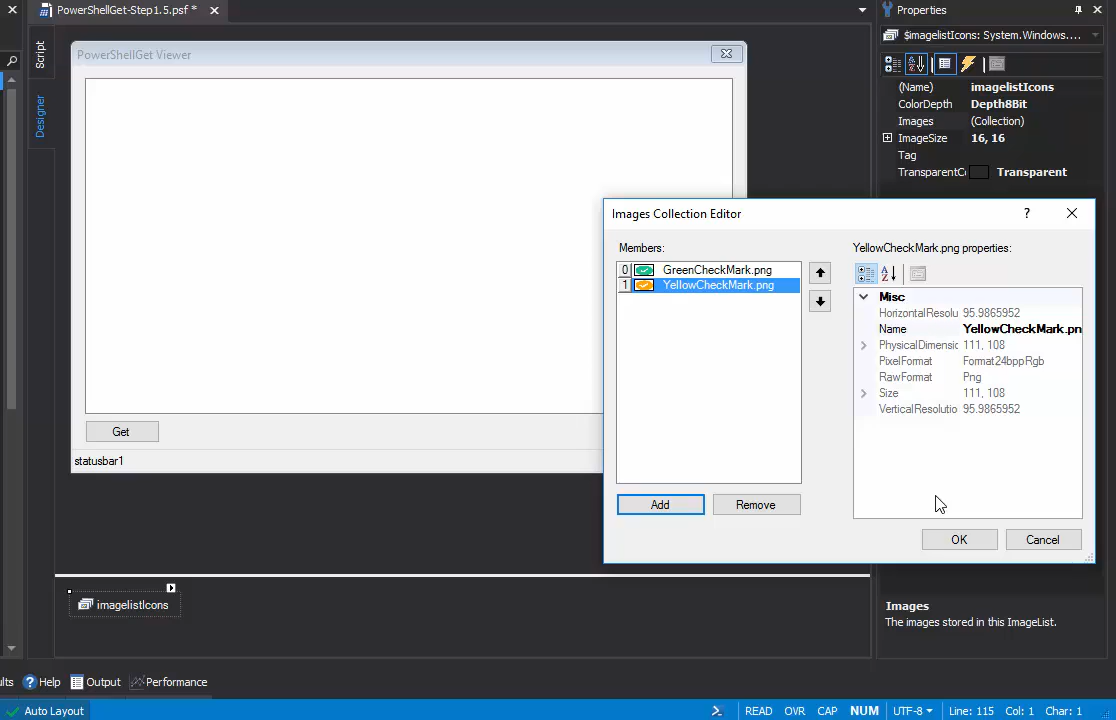 PowerShellGet-Step1.5.psf *
Properties
Script
Designer
PowerShellGet Viewer
Get
statusbar1
$imagelistIcons: System.Windows....
(Name) imagelistIcons
ColorDepth Depth8Bit
Images (Collection)
ImageSize 16, 16
Tag
TransparentCo Transparent
Images Collection Editor
?
Members:
0 GreenCheckMark.png
1 YellowCheckMark.png
Add
Remove
YellowCheckMark.png properties:
Misc
HorizontalResolu 95.9865952
Name YellowCheckMark.pn
PhysicalDimensic 111, 108
PixelFormat Format24bppRgb
RawFormat Png
Size 111, 108
VerticalResolutio 95.9865952
OK
Cancel
imagelistIcons
Images
The images stored in this ImageList.
ults
Help
Output
Performance
Auto Layout
READ
OVR
CAP
NUM
UTF-8
Line: 115
Col: 1
Char: 1